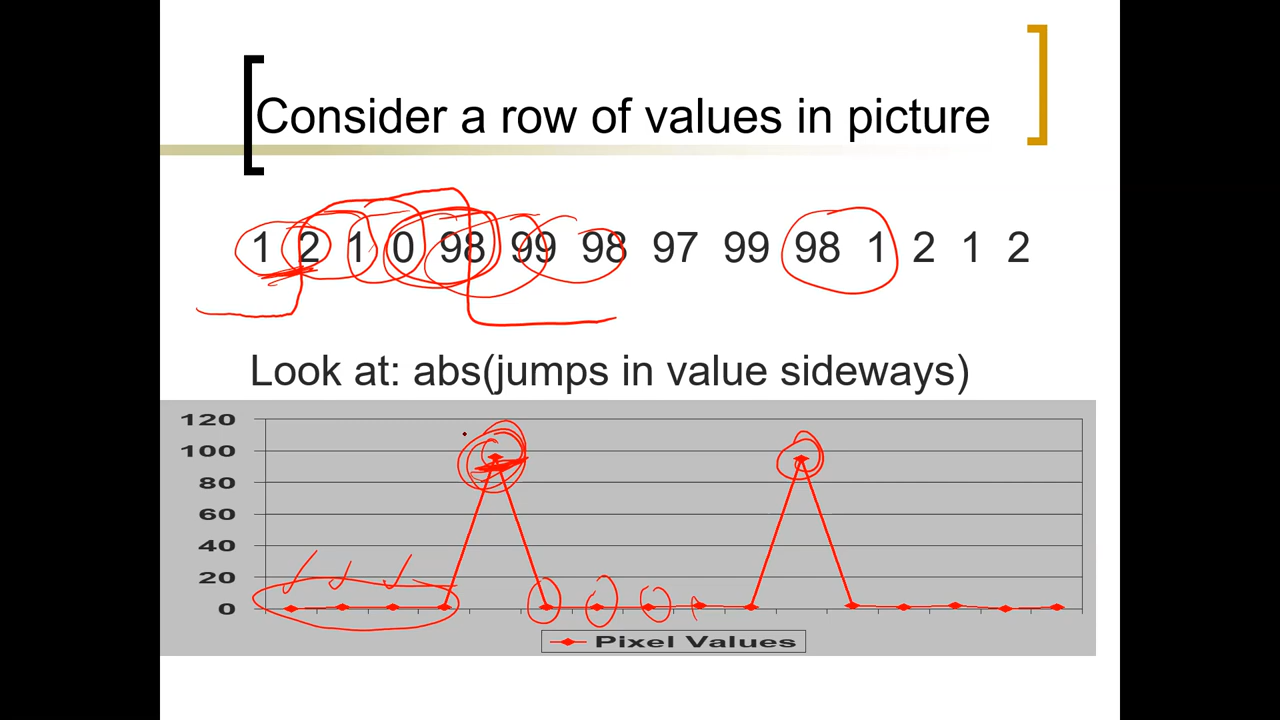 Consider a row of values in picture
1 2 1 0 98 99 98 97 99 98 1 2 1 2
Look at: abs(jumps in value sideways)
120
100
80
60
40
20
0
Pixel Values